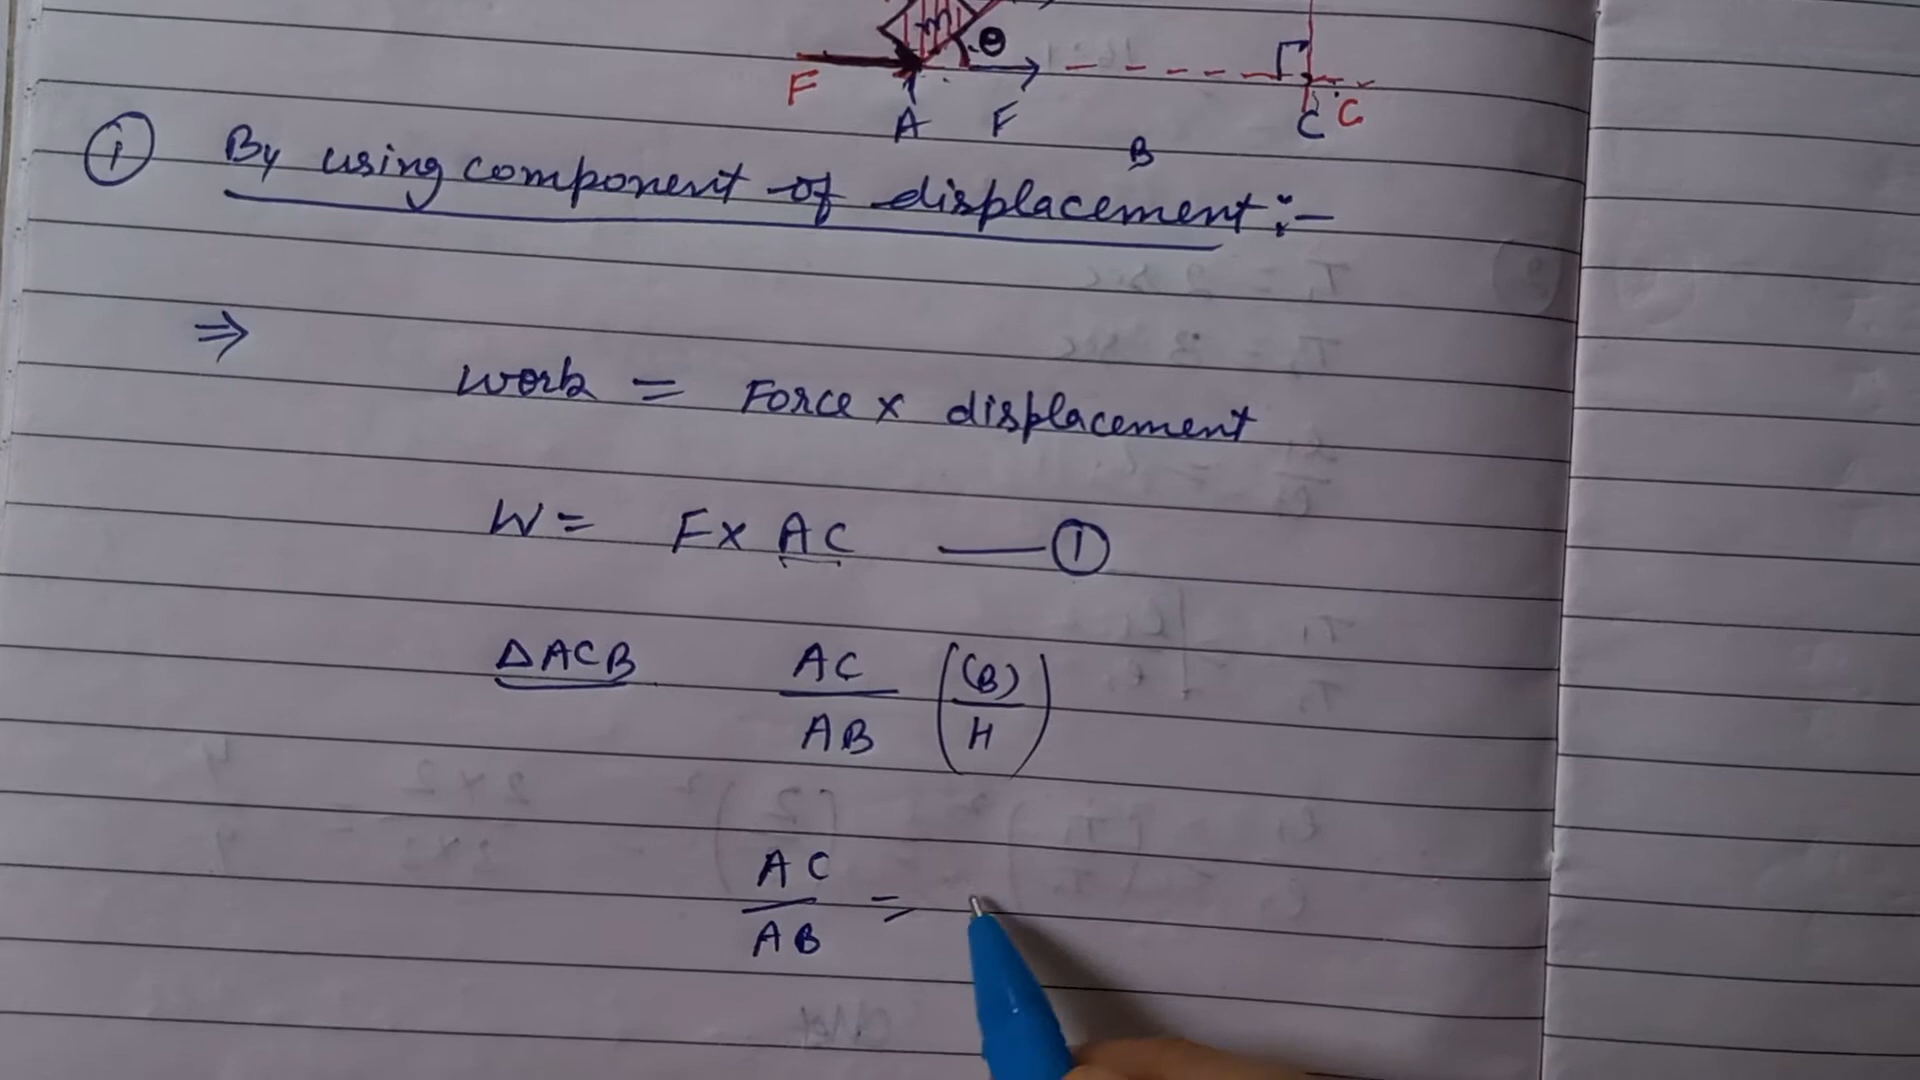 m
θ
F
A F C C
B
① By using component of displacement :-
⇒
Work = Force × displacement
W = F × AC —— ①
ΔACB AC/AB ((B)/H)
AC/AB =